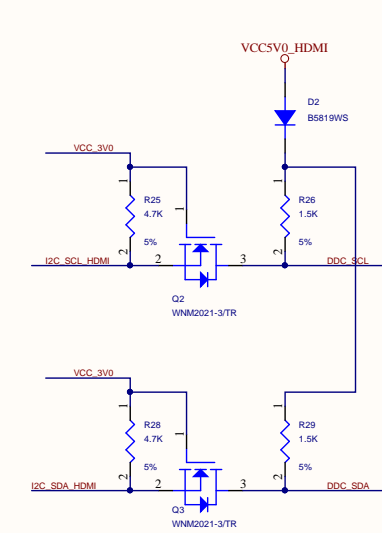 VCC5V0_HDMI
D2
B5819WS
VCC_3V0
1
R25
4.7K
5%
2
1
1
R26
1.5K
5%
2
I2C_SCL_HDMI
2
3
DDC_SCL
Q2
WNM2021-3/TR
VCC_3V0
1
R28
4.7K
5%
2
1
1
R29
1.5K
5%
2
I2C_SDA_HDMI
2
3
DDC_SDA
Q3
WNM2021-3/TR